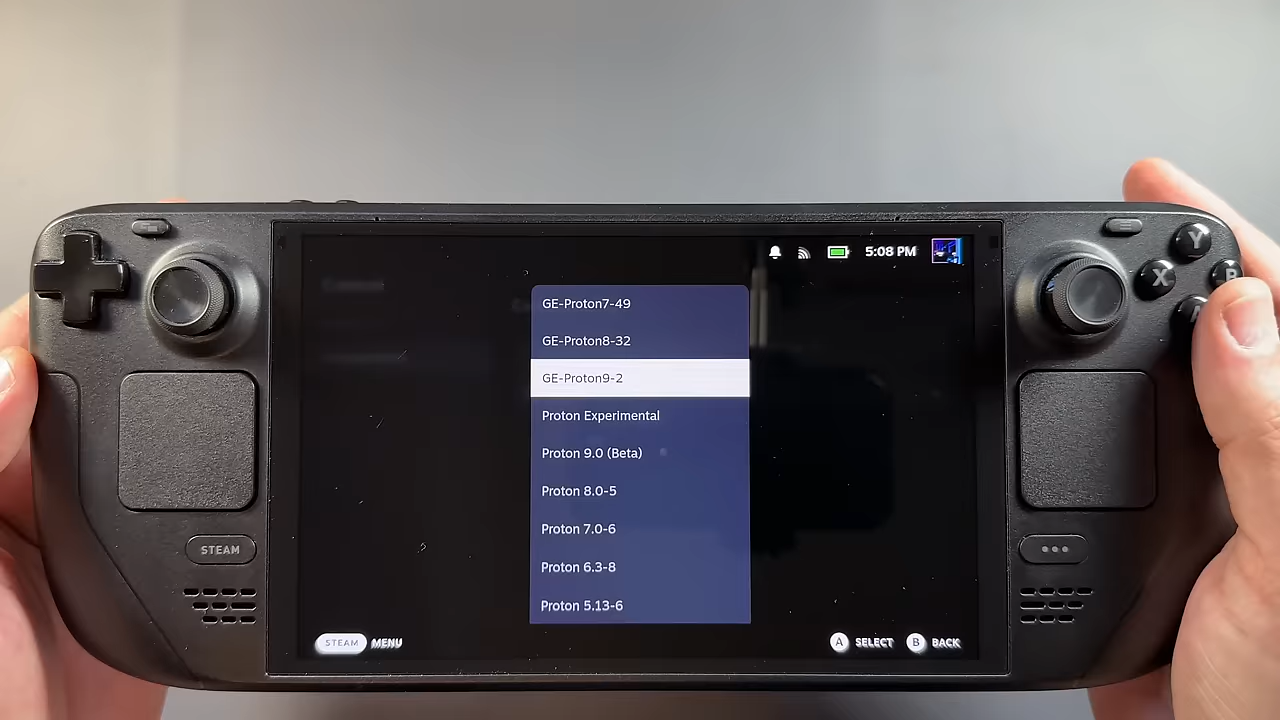 5:08 PM
Y
X
B
A
GE-Proton7-49
GE-Proton8-32
GE-Proton9-2
Proton Experimental
Proton 9.0 (Beta)
Proton 8.0-5
Proton 7.0-6
Proton 6.3-8
Proton 5.13-6
STEAM
STEAM MENU
A SELECT B BACK